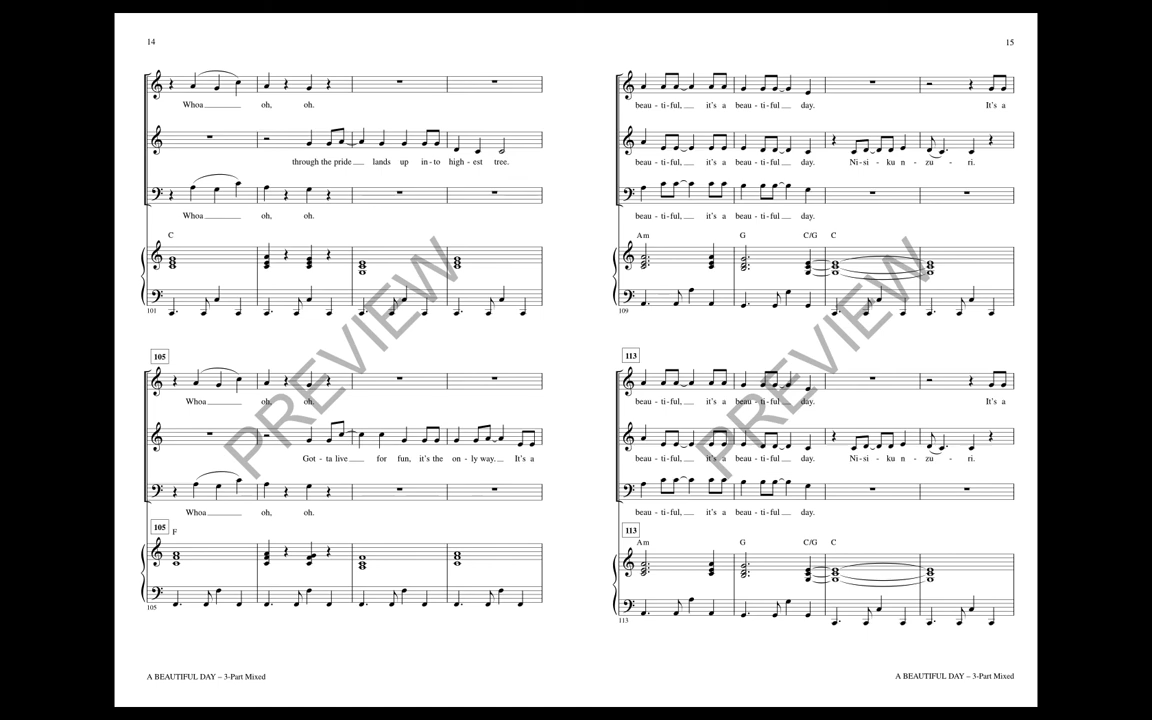 14
Whoa oh, oh.
through the pride lands up in - to high - est tree.
Whoa oh, oh.
C
101
105
Whoa oh, oh.
Got - ta live for fun, it's the on - ly way. It's a
Whoa oh, oh.
105
F
105
A BEAUTIFUL DAY – 3-Part Mixed
15
beau - ti - ful, it's a beau - ti - ful day. It's a
beau - ti - ful, it's a beau - ti - ful day. Ni - si - ku n - zu - ri.
beau - ti - ful, it's a beau - ti - ful day.
Am G C/G C
109
113
beau - ti - ful, it's a beau - ti - ful day. It's a
beau - ti - ful, it's a beau - ti - ful day. Ni - si - ku n - zu - ri.
beau - ti - ful, it's a beau - ti - ful day.
113
Am G C/G C
113
A BEAUTIFUL DAY – 3-Part Mixed
PREVIEW
PREVIEW